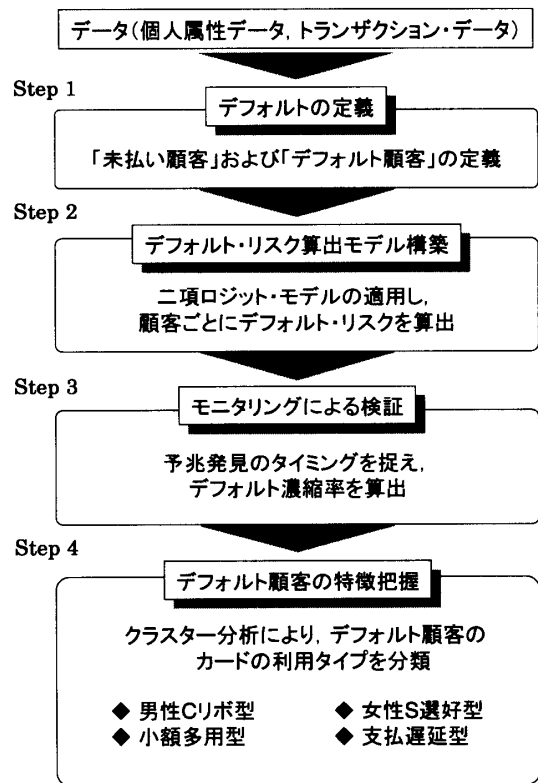 データ(個人属性データ, トランザクション・データ)
Step 1
デフォルトの定義
「未払い顧客」および「デフォルト顧客」の定義
Step 2
デフォルト・リスク算出モデル構築
二項ロジット・モデルの適用し,
顧客ごとにデフォルト・リスクを算出
Step 3
モニタリングによる検証
予兆発見のタイミングを捉え,
デフォルト濃縮率を算出
Step 4
デフォルト顧客の特徴把握
クラスター分析により, デフォルト顧客の
カードの利用タイプを分類
◆ 男性Cリボ型 ◆ 女性S選好型
◆ 小額多用型 ◆ 支払遅延型